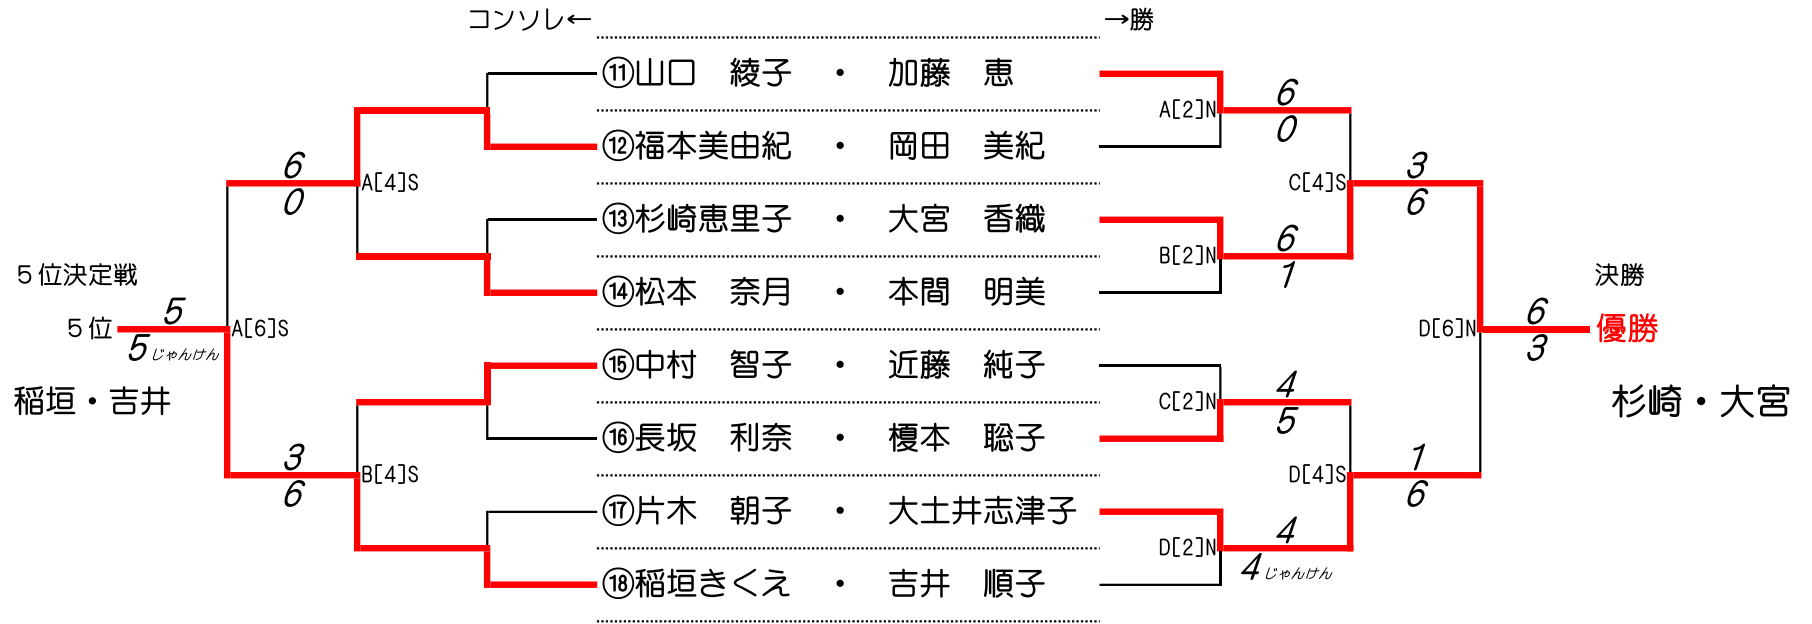 コンソレ← →勝
⑪山口 綾子 ・ 加藤 恵
A[2]N
6
0
⑫福本美由紀 ・ 岡田 美紀
6
0
A[4]S
C[4]S
3
6
⑬杉崎恵里子 ・ 大宮 香織
B[2]N
6
1
⑭松本 奈月 ・ 本間 明美
5位決定戦
決勝
5位
5
5じゃんけん
A[6]S
D[6]N
6
3
優勝
稲垣・吉井
杉崎・大宮
⑮中村 智子 ・ 近藤 純子
C[2]N
4
5
⑯長坂 利奈 ・ 榎本 聡子
3
6
B[4]S
D[4]S
1
6
⑰片木 朝子 ・ 大土井志津子
D[2]N
4
4じゃんけん
⑱稲垣きくえ ・ 吉井 順子